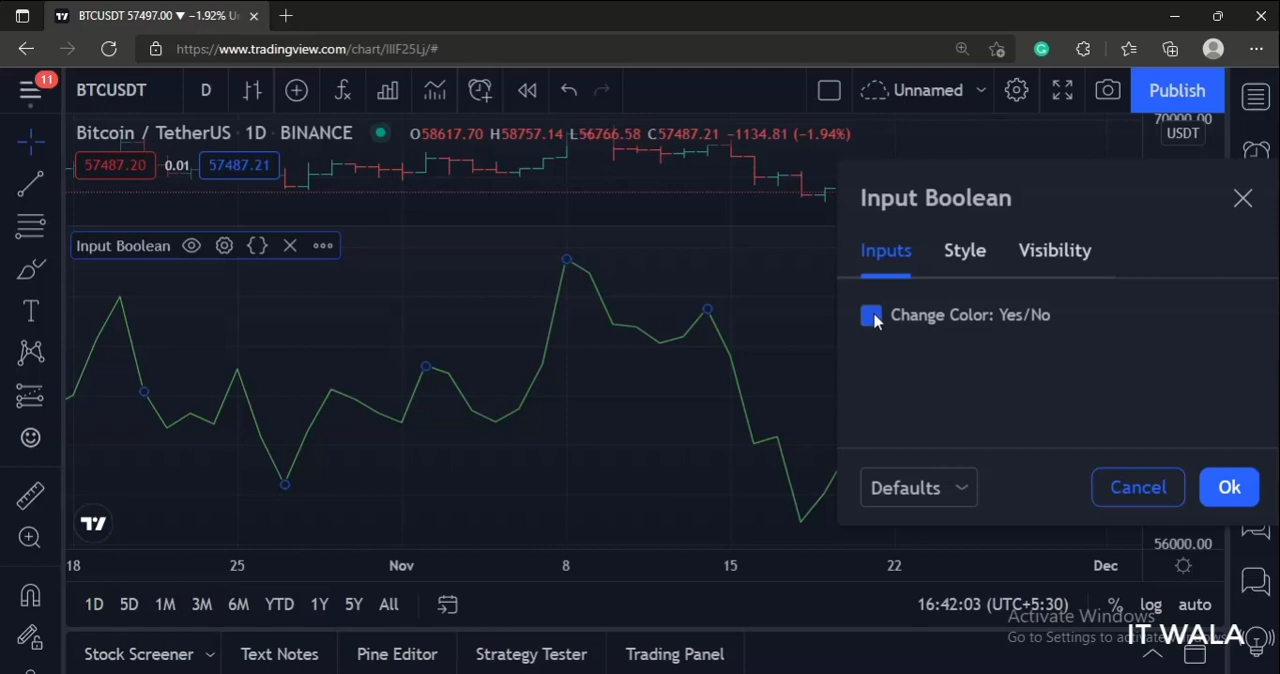 BTCUSDT 57497.00 ▼ −1.92% U
https://www.tradingview.com/chart/IIIF25Lj/#
11
BTCUSDT
D
Unnamed
Publish
Bitcoin / TetherUS · 1D · BINANCE
O58617.70 H58757.14 L56766.58 C57487.21 −1134.81 (−1.94%)
70000.00
USDT
57487.20
0.01
57487.21
Input Boolean
Input Boolean
Inputs
Style
Visibility
Change Color: Yes/No
Defaults
Cancel
Ok
56000.00
18
25
Nov
8
15
22
Dec
1D 5D 1M 3M 6M YTD 1Y 5Y All
16:42:03 (UTC+5:30)
% log auto
Activate Windows
Go to Settings to activate Windows.
IT WALA
Stock Screener
Text Notes
Pine Editor
Strategy Tester
Trading Panel